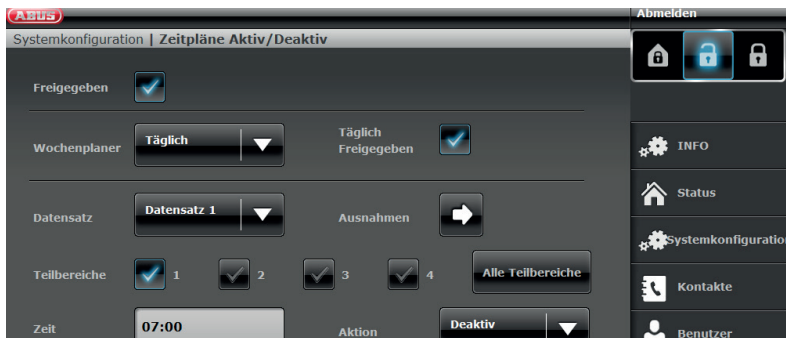 ABUS
Abmelden
Systemkonfiguration | Zeitpläne Aktiv/Deaktiv
Freigegeben
Wochenplaner
Täglich
Täglich
Freigegeben
Datensatz
Datensatz 1
Ausnahmen
Teilbereiche
1
2
3
4
Alle Teilbereiche
Zeit
07:00
Aktion
Deaktiv
INFO
Status
Systemkonfiguratio
Kontakte
Benutzer